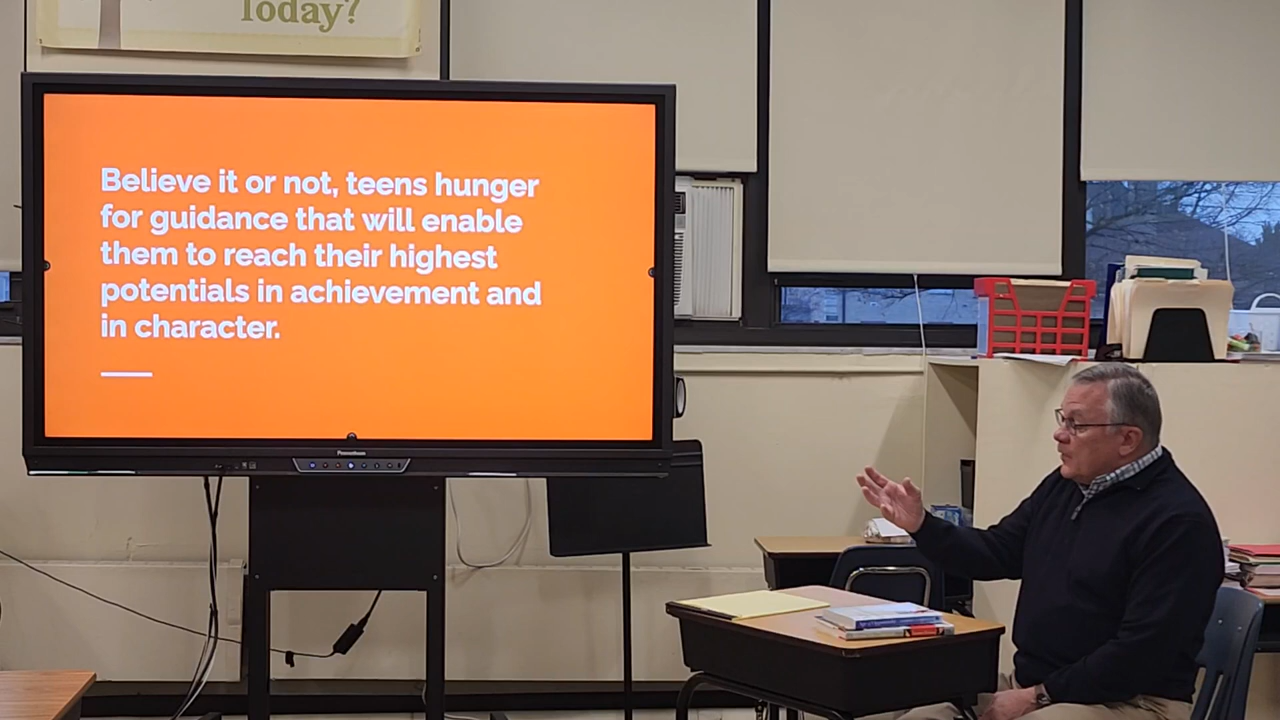 Today?
Believe it or not, teens hunger
for guidance that will enable
them to reach their highest
potentials in achievement and
in character.
Promethean